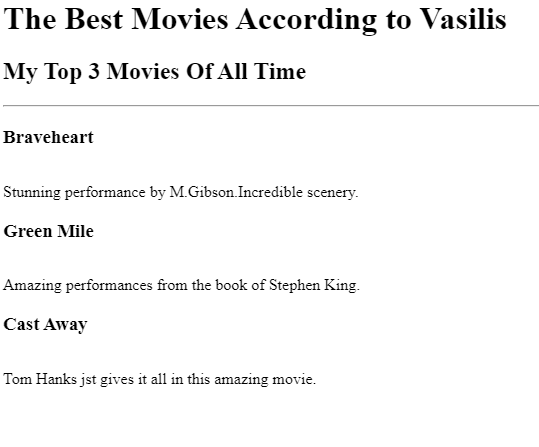 The Best Movies According to Vasilis
My Top 3 Movies Of All Time
Braveheart
Stunning performance by M.Gibson.Incredible scenery.
Green Mile
Amazing performances from the book of Stephen King.
Cast Away
Tom Hanks jst gives it all in this amazing movie.